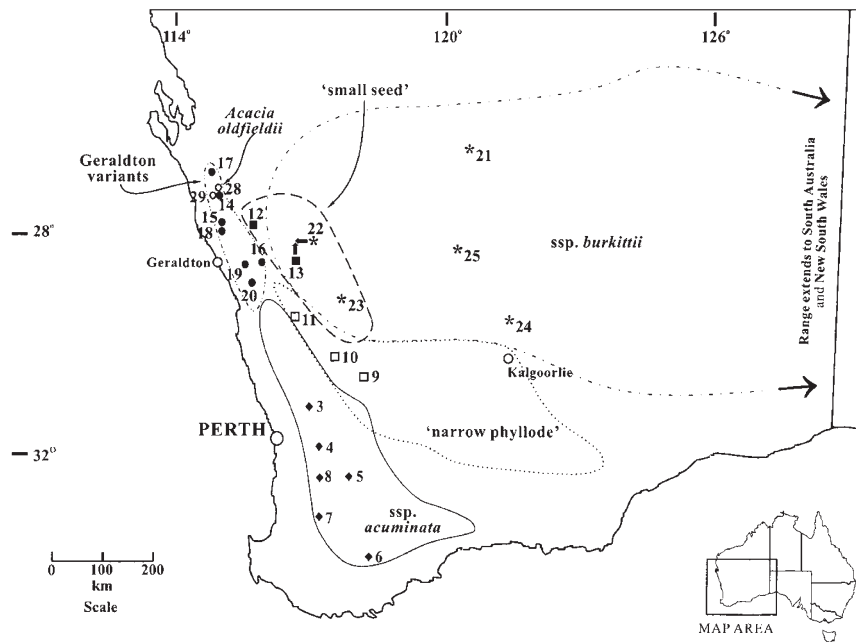 114°
120°
126°
'small seed'
Acacia
oldfieldii
Geraldton
variants
17
28
29
14
15
18
12
22
16
19
13
20
23
21
25
24
28°
Geraldton
ssp. burkittii
Range extends to South Australia
and New South Wales
11
10
9
Kalgoorlie
3
PERTH
4
'narrow phyllode'
8
5
7
ssp.
acuminata
6
32°
0
100
200
km
Scale
MAP AREA